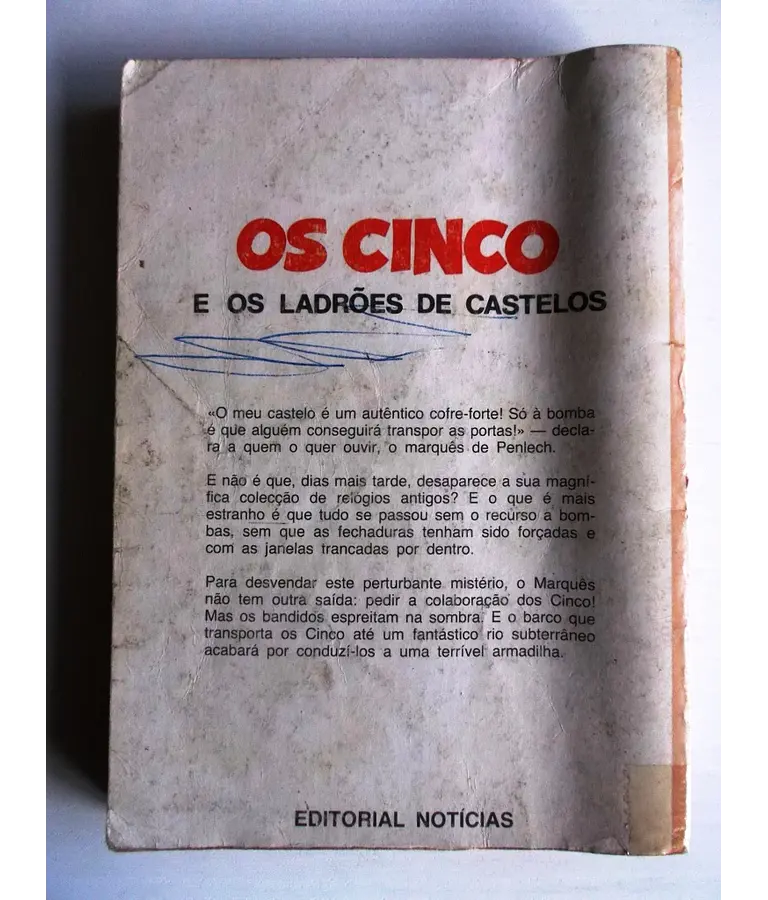 OS CINCO
E OS LADRÕES DE CASTELOS
«O meu castelo é um autêntico cofre-forte! Só à bomba
é que alguém conseguirá transpor as portas!» — decla-
ra a quem o quer ouvir, o marquês de Penlech.
E não é que, dias mais tarde, desaparece a sua magní-
fica colecção de relógios antigos? E o que é mais
estranho é que tudo se passou sem o recurso a bom-
bas, sem que as fechaduras tenham sido forçadas e
com as janelas trancadas por dentro.
Para desvendar este perturbante mistério, o Marquês
não tem outra saída: pedir a colaboração dos Cinco!
Mas os bandidos espreitam na sombra. E o barco que
transporta os Cinco até um fantástico rio subterrâneo
acabará por conduzí-los a uma terrível armadilha.
EDITORIAL NOTÍCIAS